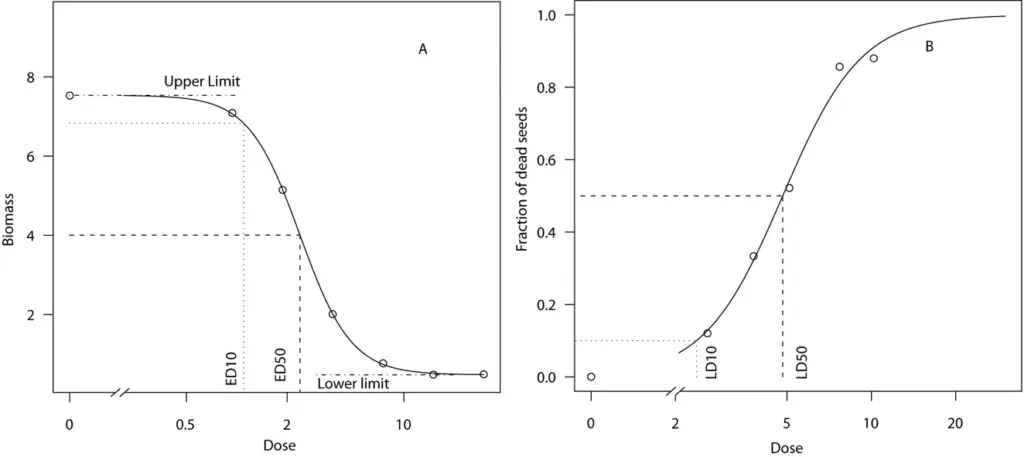 A
Upper Limit
8
6
4
2
Biomass
ED10
ED50
Lower limit
0 0.5 2 10
Dose
B
1.0
0.8
0.6
0.4
0.2
0.0
Fraction of dead seeds
LD10
LD50
0 2 5 10 20
Dose